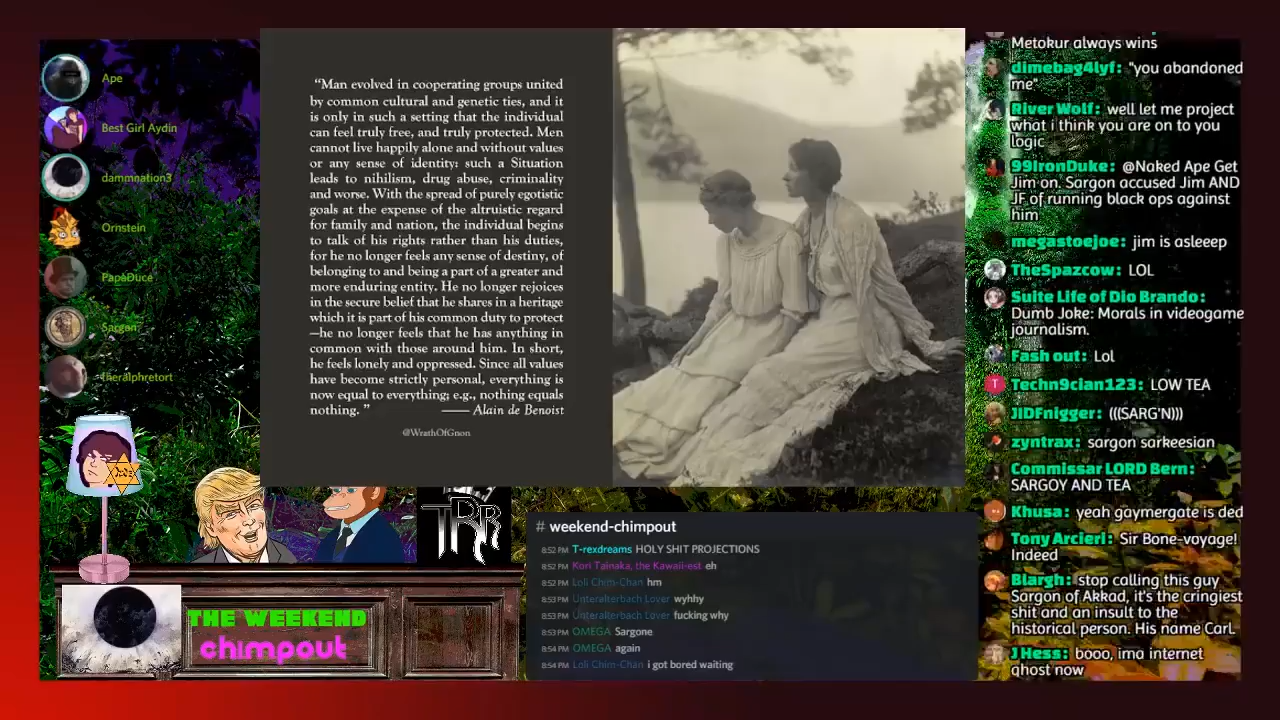 Ape
Best Girl Aydin
dammnation3
Ornstein
PapaDuce
Sargon
theralphretort
“Man evolved in cooperating groups united
by common cultural and genetic ties, and it
is only in such a setting that the individual
can feel truly free, and truly protected. Men
cannot live happily alone and without values
or any sense of identity: such a Situation
leads to nihilism, drug abuse, criminality
and worse. With the spread of purely egotistic
goals at the expense of the altruistic regard
for family and nation, the individual begins
to talk of his rights rather than his duties,
for he no longer feels any sense of destiny, of
belonging to and being a part of a greater and
more enduring entity. He no longer rejoices
in the secure belief that he shares in a heritage
which it is part of his common duty to protect
—he no longer feels that he has anything in
common with those around him. In short,
he feels lonely and oppressed. Since all values
have become strictly personal, everything is
now equal to everything; e.g., nothing equals
nothing. ”
—— Alain de Benoist
@WrathOfGnon
TRR
THE WEEKEND
chimpout
# weekend-chimpout
8:52 PM T-rexdreams HOLY SHIT PROJECTIONS
8:52 PM Kori Tainaka, the Kawaii-est eh
8:52 PM Loli Chim-Chan hm
8:53 PM Unteralterbach Lover wyhhy
8:53 PM Unteralterbach Lover fucking why
8:53 PM OMEGA Sargone
8:54 PM OMEGA again
8:54 PM Loli Chim-Chan i got bored waiting
Metokur always wins
dimebag4lyf: "you abandoned
me"
River Wolf: well let me project
what i think you are on to you
logic
99IronDuke: @Naked Ape Get
Jim on. Sargon accused Jim AND
JF of running black ops against
him
megastoejoe: jim is asleeep
TheSpazcow: LOL
Suite Life of Dio Brando:
Dumb Joke: Morals in videogame
journalism.
Fash out: Lol
T
Techn9cian123: LOW TEA
JIDFnigger: (((SARG'N)))
zyntrax: sargon sarkeesian
Commissar LORD Bern:
SARGOY AND TEA
Khusa: yeah gaymergate is ded
Tony Arcieri: Sir Bone-voyage!
Indeed
Blargh: stop calling this guy
Sargon of Akkad, it's the cringiest
shit and an insult to the
historical person. His name Carl.
J Hess: booo, ima internet
ghost now